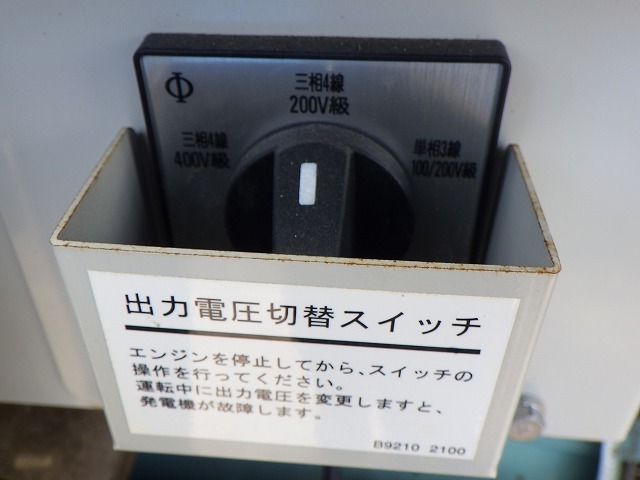 Φ
三相4線
200V級
三相4線
400V級
単相3線
100/200V級
出力電圧切替スイッチ
エンジンを停止してから、スイッチの
操作を行ってください。
運転中に出力電圧を変更しますと、
発電機が故障します。
B9210 2100